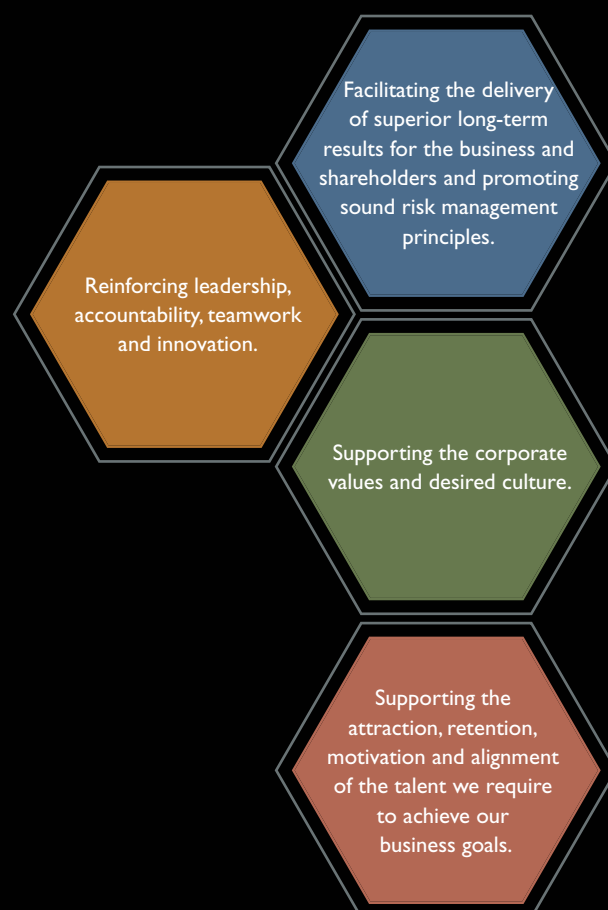 Facilitating the delivery
of superior long-term
results for the business and
shareholders and promoting
sound risk management
principles.
Reinforcing leadership,
accountability, teamwork
and innovation.
Supporting the corporate
values and desired culture.
Supporting the
attraction, retention,
motivation and alignment
of the talent we require
to achieve our
business goals.